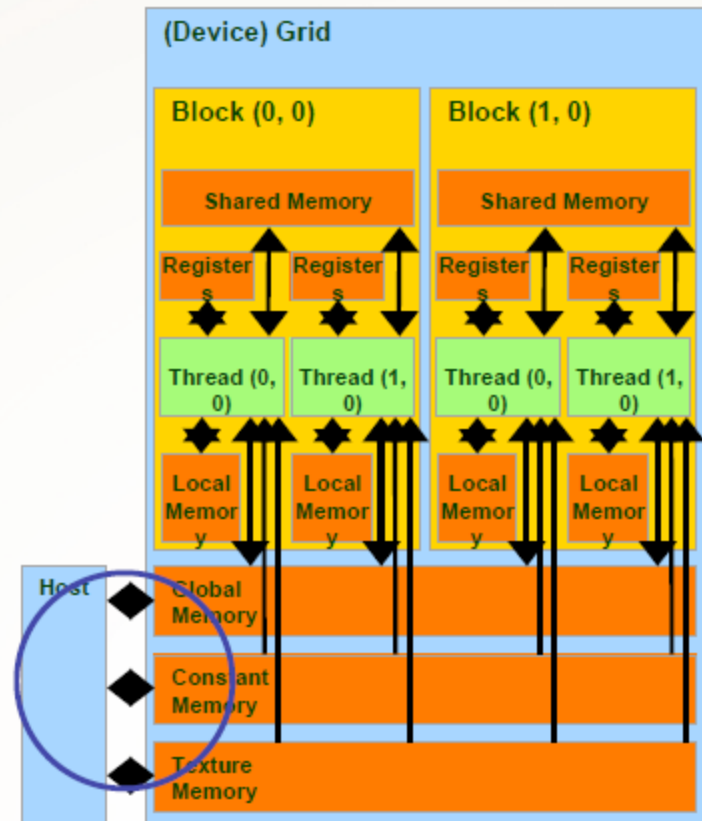 (Device) Grid
Block (0, 0)
Block (1, 0)
Shared Memory
Shared Memory
Register
s
Register
s
Register
s
Register
s
Thread (0,
0)
Thread (1,
0)
Thread (0,
0)
Thread (1,
0)
Local
Memor
y
Local
Memor
y
Local
Memor
y
Local
Memor
y
Host
Global
Memory
Constant
Memory
Texture
Memory